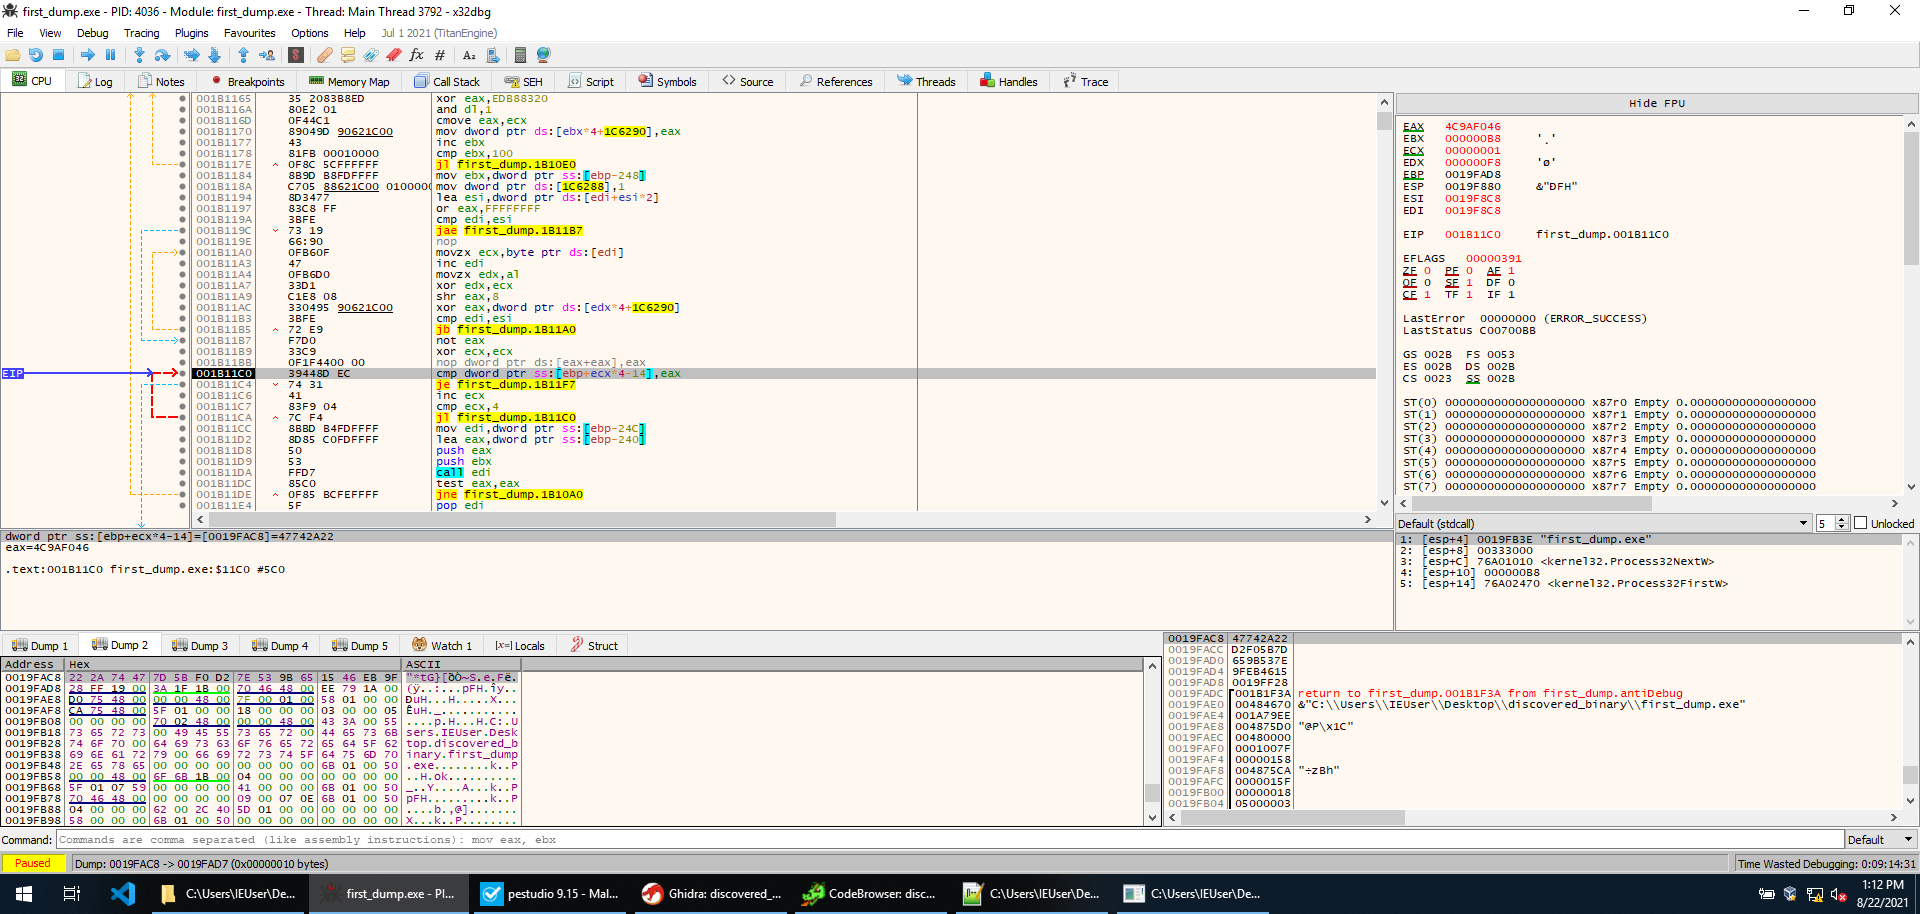 first_dump.exe - PID: 4036 - Module: first_dump.exe - Thread: Main Thread 3792 - x32dbg
File View Debug Tracing Plugins Favourites Options Help Jul 1 2021 (TitanEngine)
CPU Log Notes Breakpoints Memory Map Call Stack SEH Script Symbols Source References Threads Handles Trace
001B1165 35 2083B8ED xor eax,EDB88320
001B116A 80E2 01 and dl,1
001B116D 0F44C1 cmove eax,ecx
001B1170 89049D 90621C00 mov dword ptr ds:[ebx*4+1C6290],eax
001B1177 43 inc ebx
001B1178 81FB 00010000 cmp ebx,100
001B117E 0F8C 5CFFFFFF jl first_dump.1B10E0
001B1184 8B9D B8FDFFFF mov ebx,dword ptr ss:[ebp-248]
001B118A C705 88621C00 0100000 mov dword ptr ds:[1C6288],1
001B1194 8D3477 lea esi,dword ptr ds:[edi+esi*2]
001B1197 83C8 FF or eax,FFFFFFFF
001B119A 3BFE cmp edi,esi
001B119C 73 19 jae first_dump.1B11B7
001B119E 66:90 nop
001B11A0 0FB60F movzx ecx,byte ptr ds:[edi]
001B11A3 47 inc edi
001B11A4 0FB6D0 movzx edx,al
001B11A7 33D1 xor edx,ecx
001B11A9 C1E8 08 shr eax,8
001B11AC 330495 90621C00 xor eax,dword ptr ds:[edx*4+1C6290]
001B11B3 3BFE cmp edi,esi
001B11B5 72 E9 jb first_dump.1B11A0
001B11B7 F7D0 not eax
001B11B9 33C9 xor ecx,ecx
001B11BB 0F1F4400 00 nop dword ptr ds:[eax+eax],eax
EIP 001B11C0 39448D EC cmp dword ptr ss:[ebp+ecx*4-14],eax
001B11C4 74 31 je first_dump.1B11F7
001B11C6 41 inc ecx
001B11C7 83F9 04 cmp ecx,4
001B11CA 7C F4 jl first_dump.1B11C0
001B11CC 8BBD B4FDFFFF mov edi,dword ptr ss:[ebp-24C]
001B11D2 8D85 C0FDFFFF lea eax,dword ptr ss:[ebp-240]
001B11D8 50 push eax
001B11D9 53 push ebx
001B11DA FFD7 call edi
001B11DC 85C0 test eax,eax
001B11DE 0F85 BCFEFFFF jne first_dump.1B10A0
001B11E4 5F pop edi
Hide FPU
EAX 4C9AF046
EBX 000000B8 '¸'
ECX 00000001
EDX 000000F8 'ø'
EBP 0019FAD8
ESP 0019F880 &"DFH"
ESI 0019F8C8
EDI 0019F8C8
EIP 001B11C0 first_dump.001B11C0
EFLAGS 00000391
ZF 0 PF 0 AF 1
OF 0 SF 1 DF 0
CF 1 TF 1 IF 1
LastError 00000000 (ERROR_SUCCESS)
LastStatus C00700BB
GS 002B FS 0053
ES 002B DS 002B
CS 0023 SS 002B
ST(0) 00000000000000000000 x87r0 Empty 0.000000000000000000
ST(1) 00000000000000000000 x87r1 Empty 0.000000000000000000
ST(2) 00000000000000000000 x87r2 Empty 0.000000000000000000
ST(3) 00000000000000000000 x87r3 Empty 0.000000000000000000
ST(4) 00000000000000000000 x87r4 Empty 0.000000000000000000
ST(5) 00000000000000000000 x87r5 Empty 0.000000000000000000
ST(6) 00000000000000000000 x87r6 Empty 0.000000000000000000
ST(7) 00000000000000000000 x87r7 Empty 0.000000000000000000
Default (stdcall) 5 Unlocked
1: [esp+4] 0019FB3E "first_dump.exe"
2: [esp+8] 00333000
3: [esp+C] 76A01010 <kernel32.Process32NextW>
4: [esp+10] 000000B8
5: [esp+14] 76A02470 <kernel32.Process32FirstW>
dword ptr ss:[ebp+ecx*4-14]=[0019FAC8]=47742A22
eax=4C9AF046
.text:001B11C0 first_dump.exe:$11C0 #5C0
Dump 1 Dump 2 Dump 3 Dump 4 Dump 5 Watch 1 [x=] Locals Struct
Address Hex ASCII
0019FAC8 22 2A 74 47 7D 5B F0 D2 7E 53 9B 65 15 46 EB 9F "*tG}[ðÒ~S.e.Fë.
0019FAD8 28 FF 19 00 3A 1F 1B 00 70 46 48 00 EE 79 1A 00 (ÿ..:...pFH.îy..
0019FAE8 D0 75 48 00 00 00 48 00 7F 00 01 00 58 01 00 00 ÐuH...H.....X...
0019FAF8 CA 75 48 00 5F 01 00 00 18 00 00 00 03 00 00 05 ÊuH._...........
0019FB08 00 00 00 00 70 02 48 00 00 00 48 00 43 3A 00 55 ....p.H...H.C:.U
0019FB18 73 65 72 73 00 49 45 55 73 65 72 00 44 65 73 6B sers.IEUser.Desk
0019FB28 74 6F 70 00 64 69 73 63 6F 76 65 72 65 64 5F 62 top.discovered_b
0019FB38 69 6E 61 72 79 00 66 69 72 73 74 5F 64 75 6D 70 inary.first_dump
0019FB48 2E 65 78 65 00 00 00 00 00 00 00 00 6B 01 00 50 .exe........k..P
0019FB58 00 00 48 00 6F 6B 1B 00 04 00 00 00 00 00 00 00 ..H.ok..........
0019FB68 5F 01 07 59 00 00 00 00 41 00 00 00 6B 01 00 50 _..Y....A...k..P
0019FB78 70 46 48 00 00 00 00 00 09 00 07 0E 6B 01 00 50 pFH.........k..P
0019FB88 04 00 00 00 62 00 2C 40 5D 01 00 00 00 00 00 00 ....b.,@].......
0019FB98 58 00 00 00 6B 01 00 50 00 00 00 00 00 00 00 00 X...k..P........
0019FAC8 47742A22
0019FACC D2F05B7D
0019FAD0 659B537E
0019FAD4 9FEB4615
0019FAD8 0019FF28
0019FADC 001B1F3A return to first_dump.001B1F3A from first_dump.antiDebug
0019FAE0 00484670 &"C:\\Users\\IEUser\\Desktop\\discovered_binary\\first_dump.exe"
0019FAE4 001A79EE
0019FAE8 004875D0 "@P\x1C"
0019FAEC 00480000
0019FAF0 0001007F
0019FAF4 00000158
0019FAF8 004875CA "÷zBh"
0019FAFC 0000015F
0019FB00 00000018
0019FB04 05000003
Command: Commands are comma separated (like assembly instructions): mov eax, ebx Default
Paused Dump: 0019FAC8 -> 0019FAD7 (0x00000010 bytes) Time Wasted Debugging: 0:09:14:31
C:\Users\IEUser\De... first_dump.exe - PI... pestudio 9.15 - Mal... Ghidra: discovered_... CodeBrowser: disc... C:\Users\IEUser\De... C:\Users\IEUser\De... 1:12 PM
8/22/2021